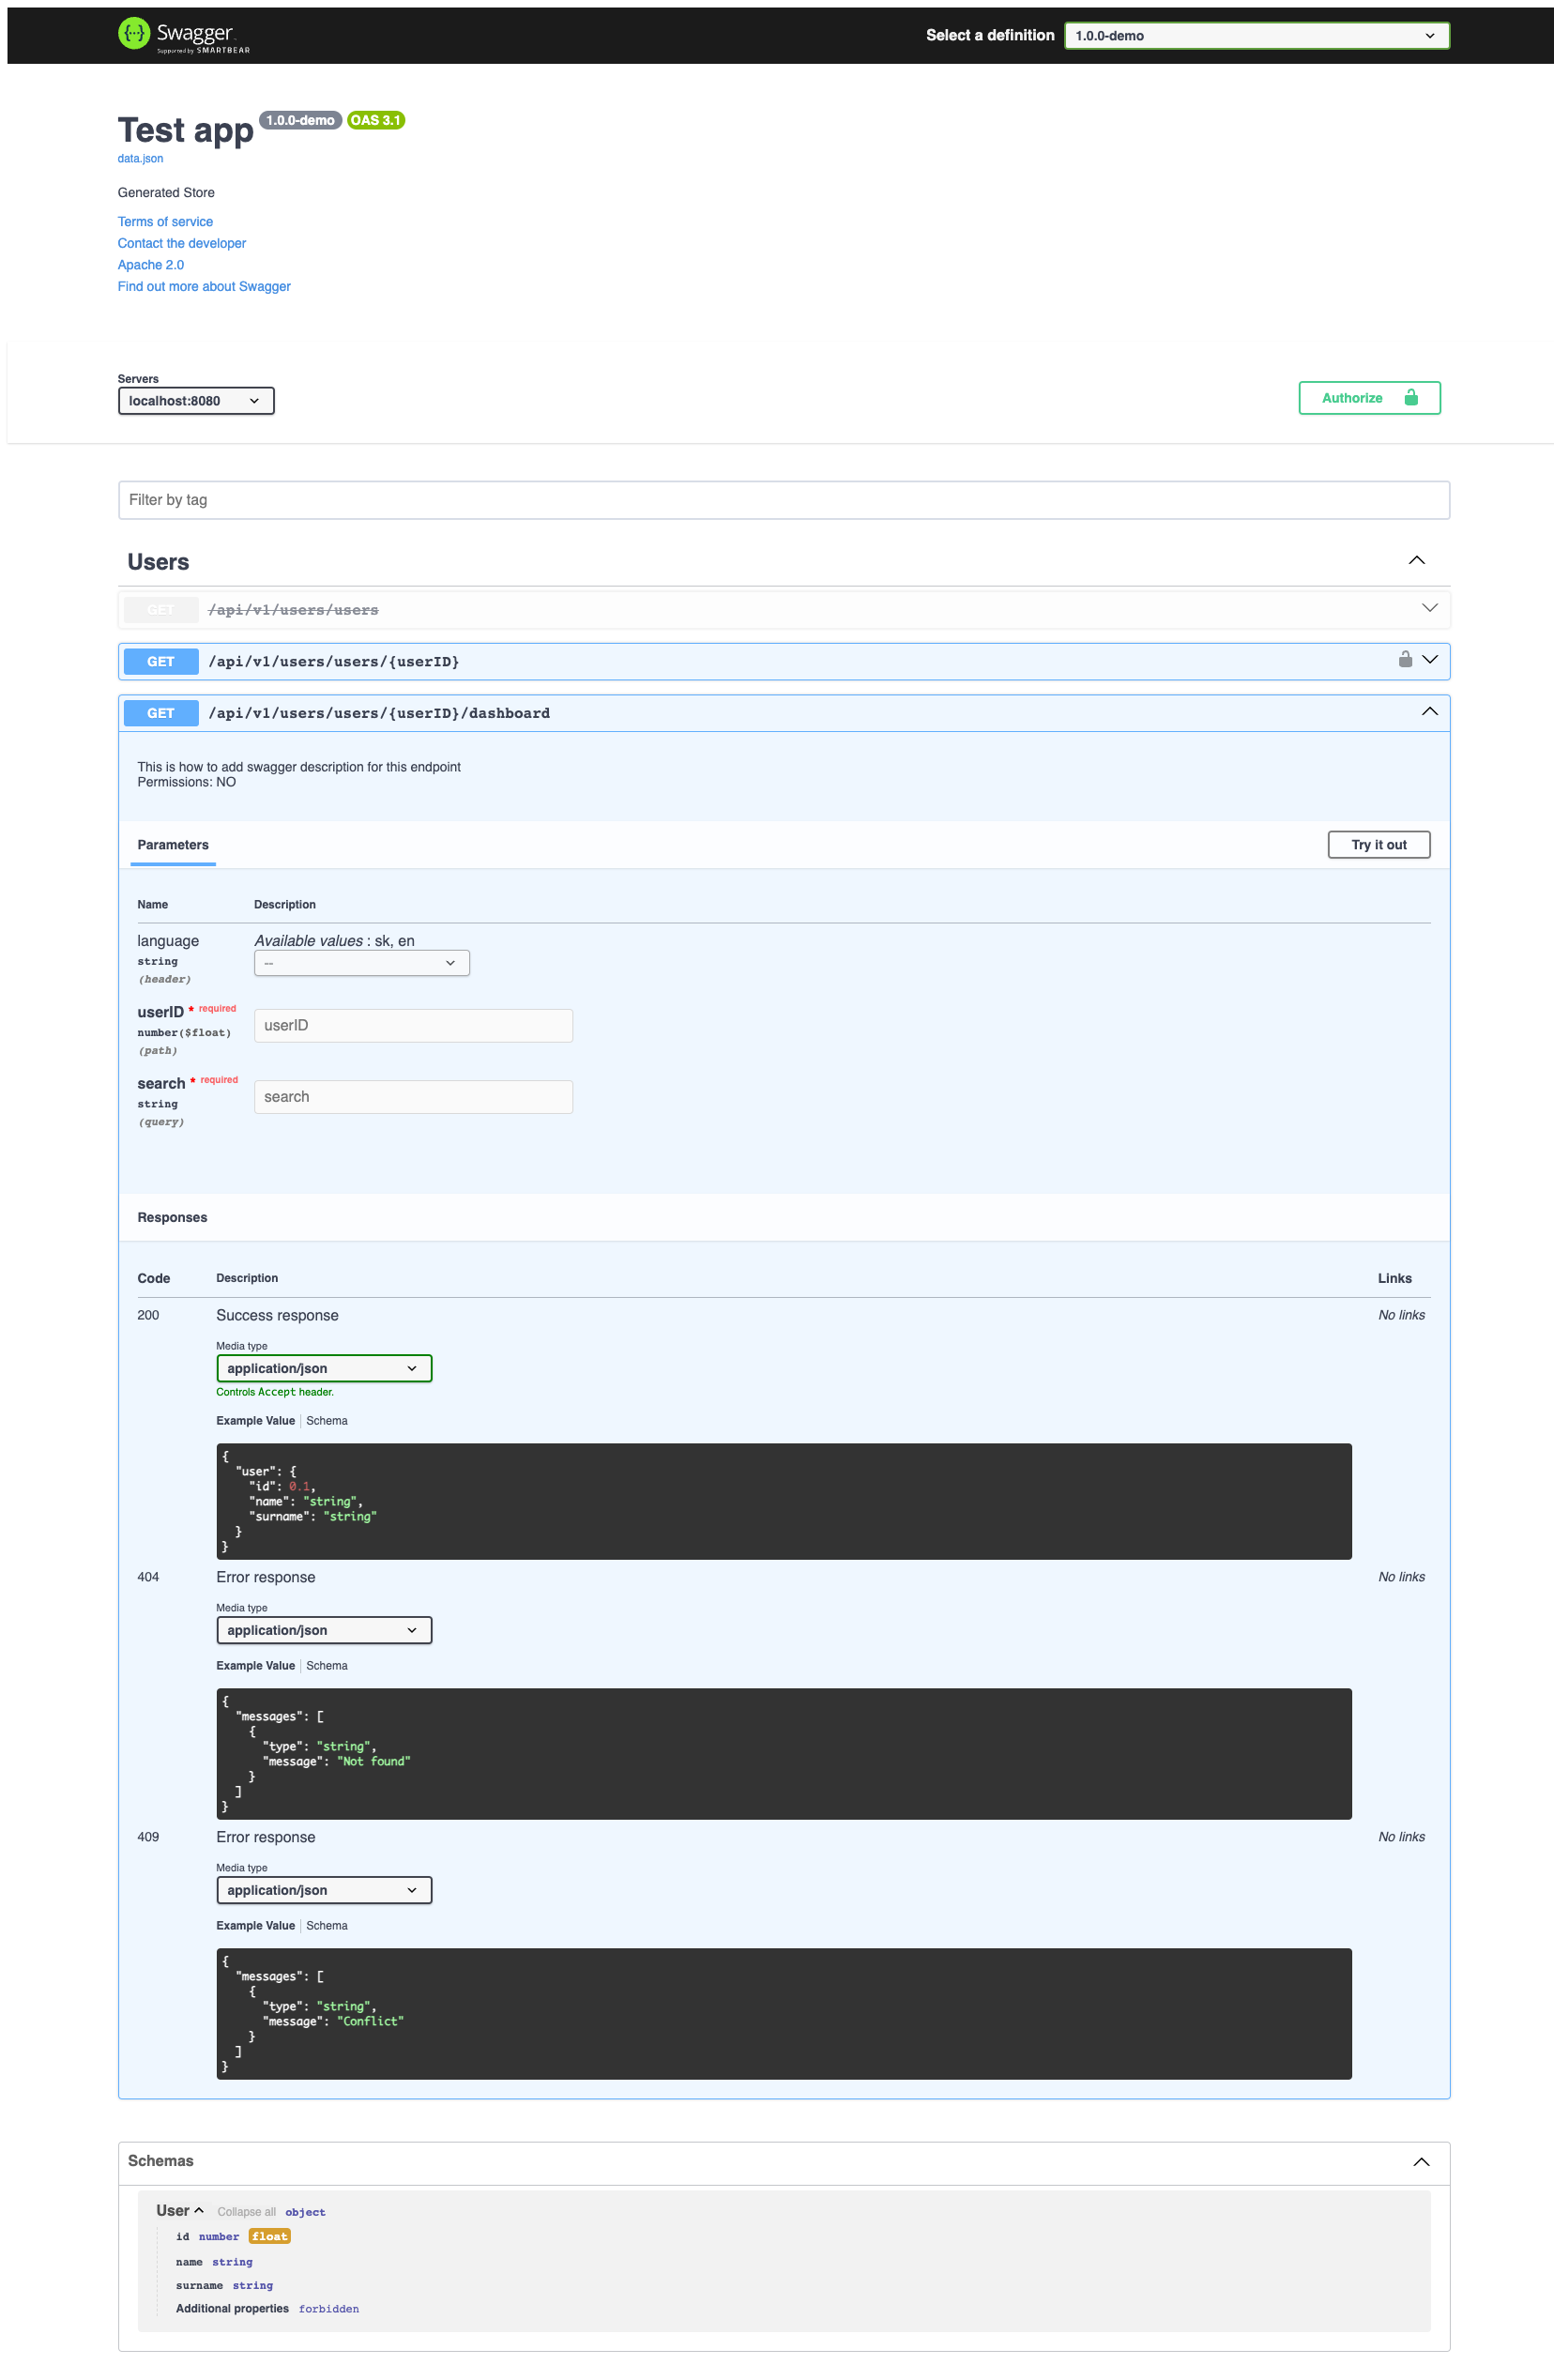 Swagger
Supported by SMARTBEAR
Select a definition
1.0.0-demo
Test app 1.0.0-demo OAS 3.1
data.json
Generated Store
Terms of service
Contact the developer
Apache 2.0
Find out more about Swagger
Servers
localhost:8080
Authorize
Filter by tag
Users
GET /api/v1/users/users
GET /api/v1/users/users/{userID}
GET /api/v1/users/users/{userID}/dashboard
This is how to add swagger description for this endpoint
Permissions: NO
Parameters
Try it out
Name Description
language
string
(header)
Available values : sk, en
--
userID * required
number($float)
(path)
userID
search * required
string
(query)
search
Responses
Code Description Links
200 Success response No links
Media type
application/json
Controls Accept header.
Example Value | Schema
{
  "user": {
    "id": 0.1,
    "name": "string",
    "surname": "string"
  }
}
404 Error response No links
Media type
application/json
Example Value | Schema
{
  "messages": [
    {
      "type": "string",
      "message": "Not found"
    }
  ]
}
409 Error response No links
Media type
application/json
Example Value | Schema
{
  "messages": [
    {
      "type": "string",
      "message": "Conflict"
    }
  ]
}
Schemas
User Collapse all object
id number float
name string
surname string
Additional properties forbidden